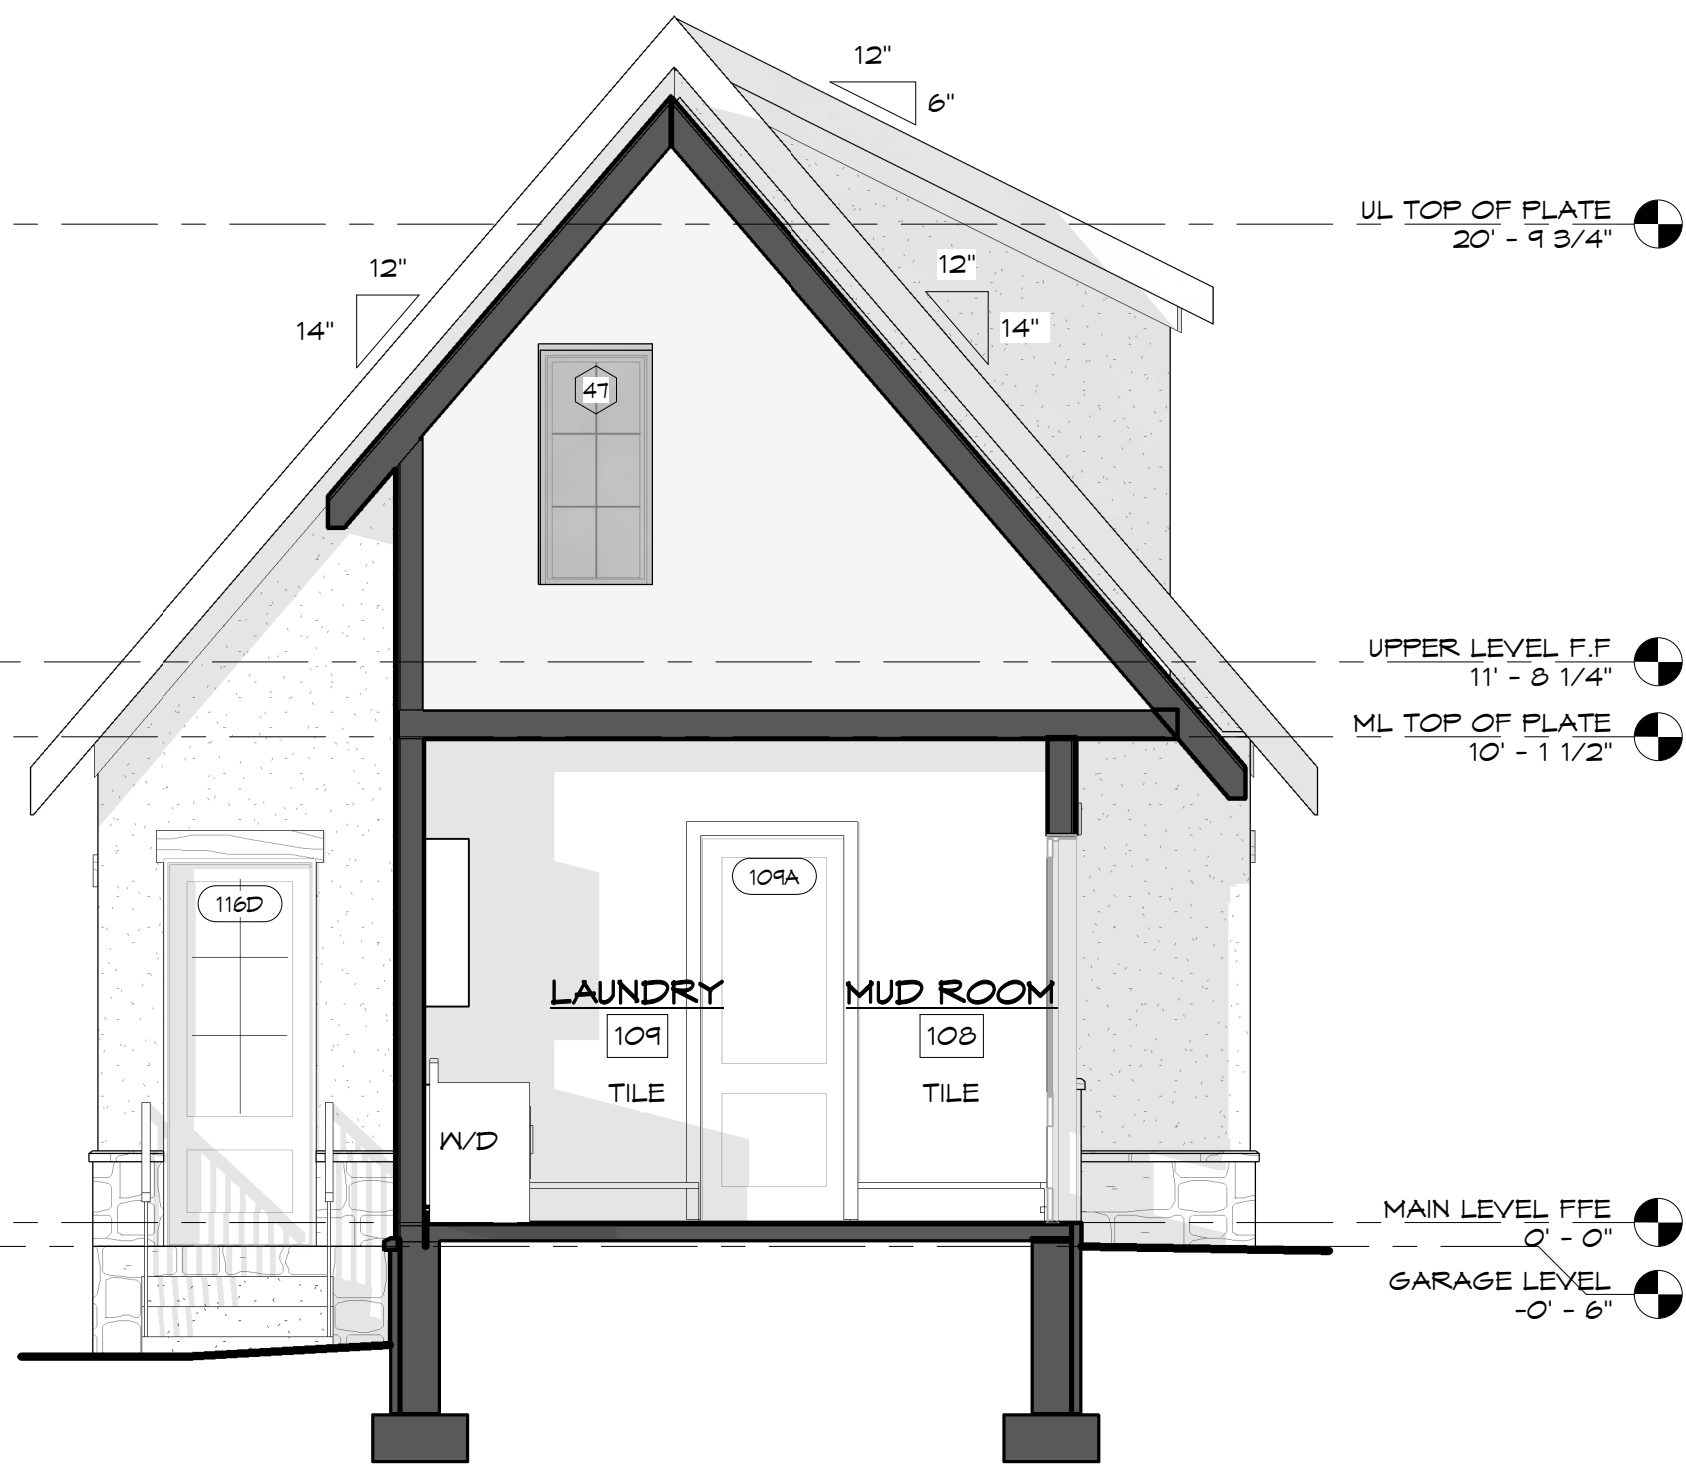 12"
6"
UL TOP OF PLATE
20' - 9 3/4"
12"
14"
12"
14"
47
UPPER LEVEL F.F
11' - 8 1/4"
ML TOP OF PLATE
10' - 1 1/2"
109A
116D
LAUNDRY
109
TILE
MUD ROOM
108
TILE
W/D
MAIN LEVEL FFE
0' - 0"
GARAGE LEVEL
-0' - 6"